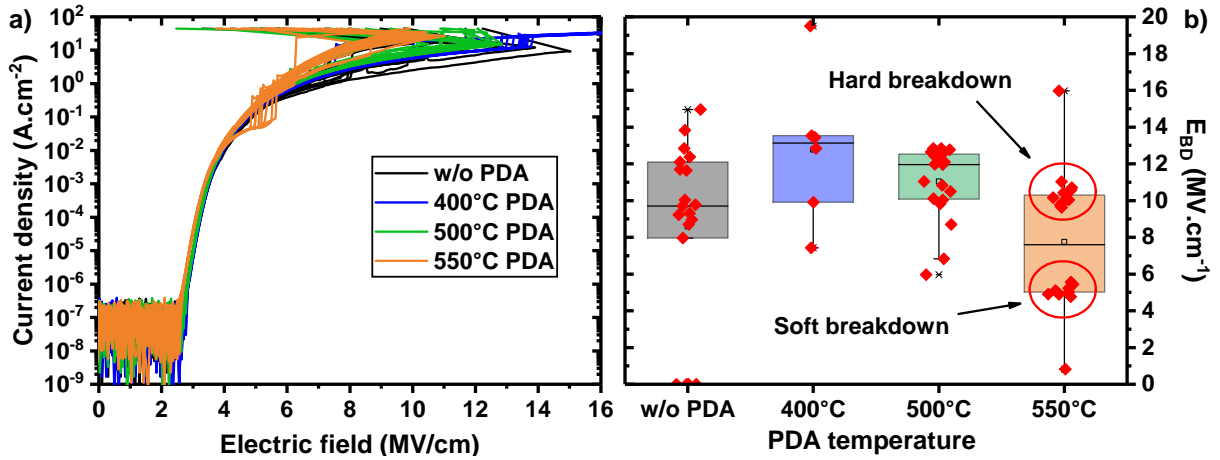 a)
10²
10¹
10⁰
10⁻¹
10⁻²
10⁻³
10⁻⁴
10⁻⁵
10⁻⁶
10⁻⁷
10⁻⁸
10⁻⁹
Current density (A.cm⁻²)
0 2 4 6 8 10 12 14 16
Electric field (MV/cm)
w/o PDA
400°C PDA
500°C PDA
550°C PDA
b)
Hard breakdown
Soft breakdown
20
18
16
14
12
10
8
6
4
2
0
E_BD (MV.cm⁻¹)
w/o PDA 400°C 500°C 550°C
PDA temperature